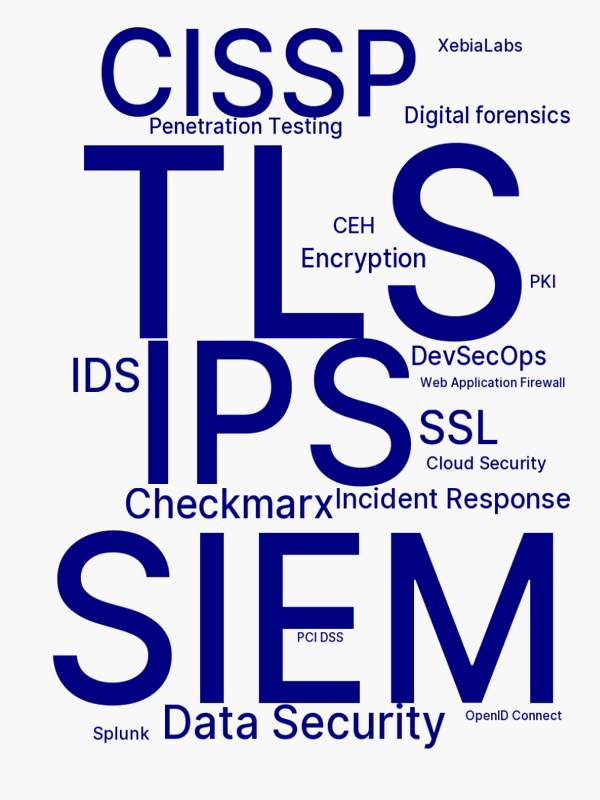 CISSP
XebiaLabs
Digital forensics
Penetration Testing
TLS
CEH
Encryption
PKI
IPS
IDS
DevSecOps
Web Application Firewall
SSL
Cloud Security
Checkmarx
Incident Response
SIEM
PCI DSS
Data Security
OpenID Connect
Splunk